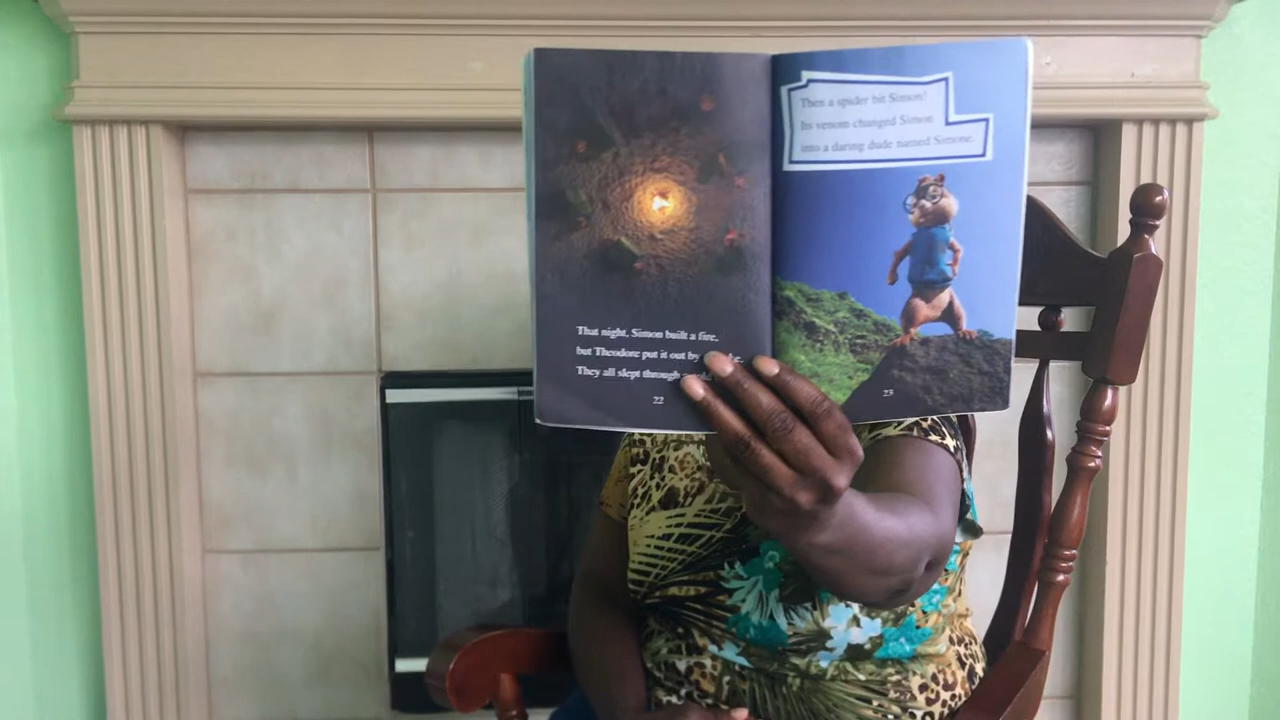 That night, Simon built a fire,
but Theodore put it out by
They all slept through
22
Then a spider bit Simon!
Its venom changed Simon
into a daring dude named Simone.
23